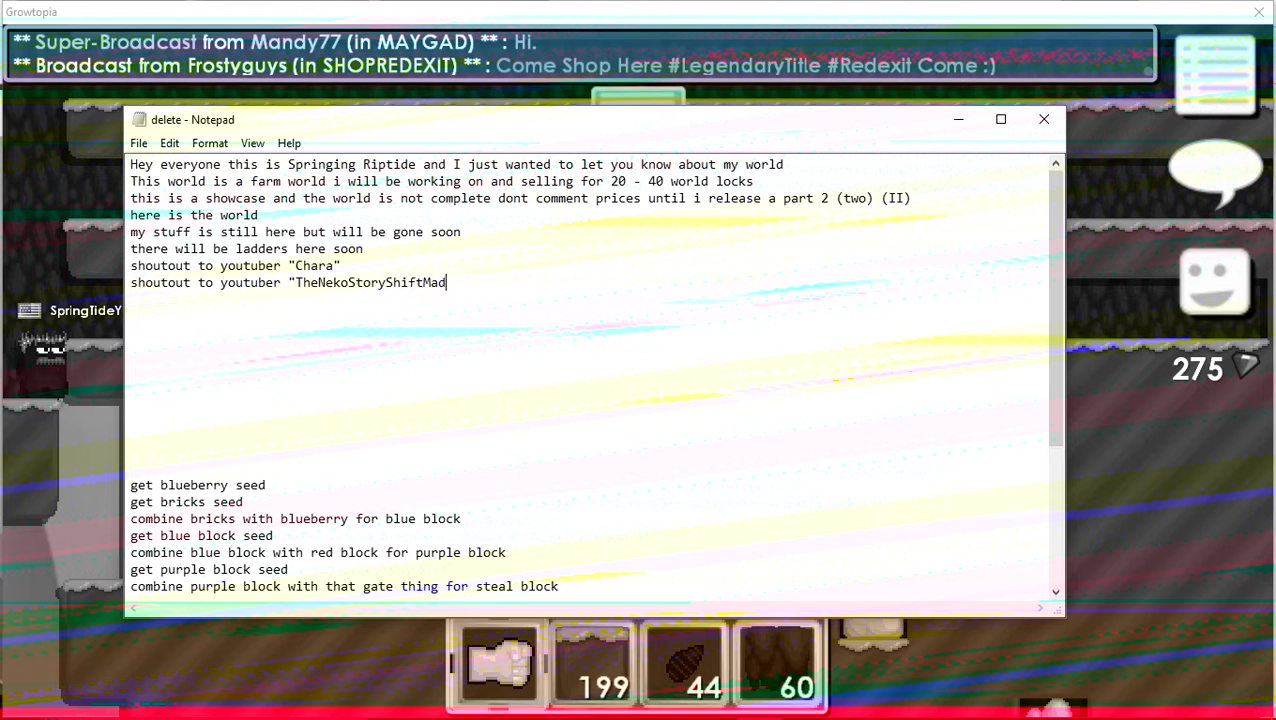 Growtopia
** Super-Broadcast from Mandy77 (in MAYGAD) ** : Hi.
** Broadcast from Frostyguys (in SHOPREDEXIT) ** : Come Shop Here #LegendaryTitle #Redexit Come :)
delete - Notepad
File Edit Format View Help
Hey everyone this is Springing Riptide and I just wanted to let you know about my world
This world is a farm world i will be working on and selling for 20 - 40 world locks
this is a showcase and the world is not complete dont comment prices until i release a part 2 (two) (II)
here is the world
my stuff is still here but will be gone soon
there will be ladders here soon
shoutout to youtuber "Chara"
shoutout to youtuber "TheNekoStoryShiftMad
SpringTideY
275
get blueberry seed
get bricks seed
combine bricks with blueberry for blue block
get blue block seed
combine blue block with red block for purple block
get purple block seed
combine purple block with that gate thing for steal block
199
44
60